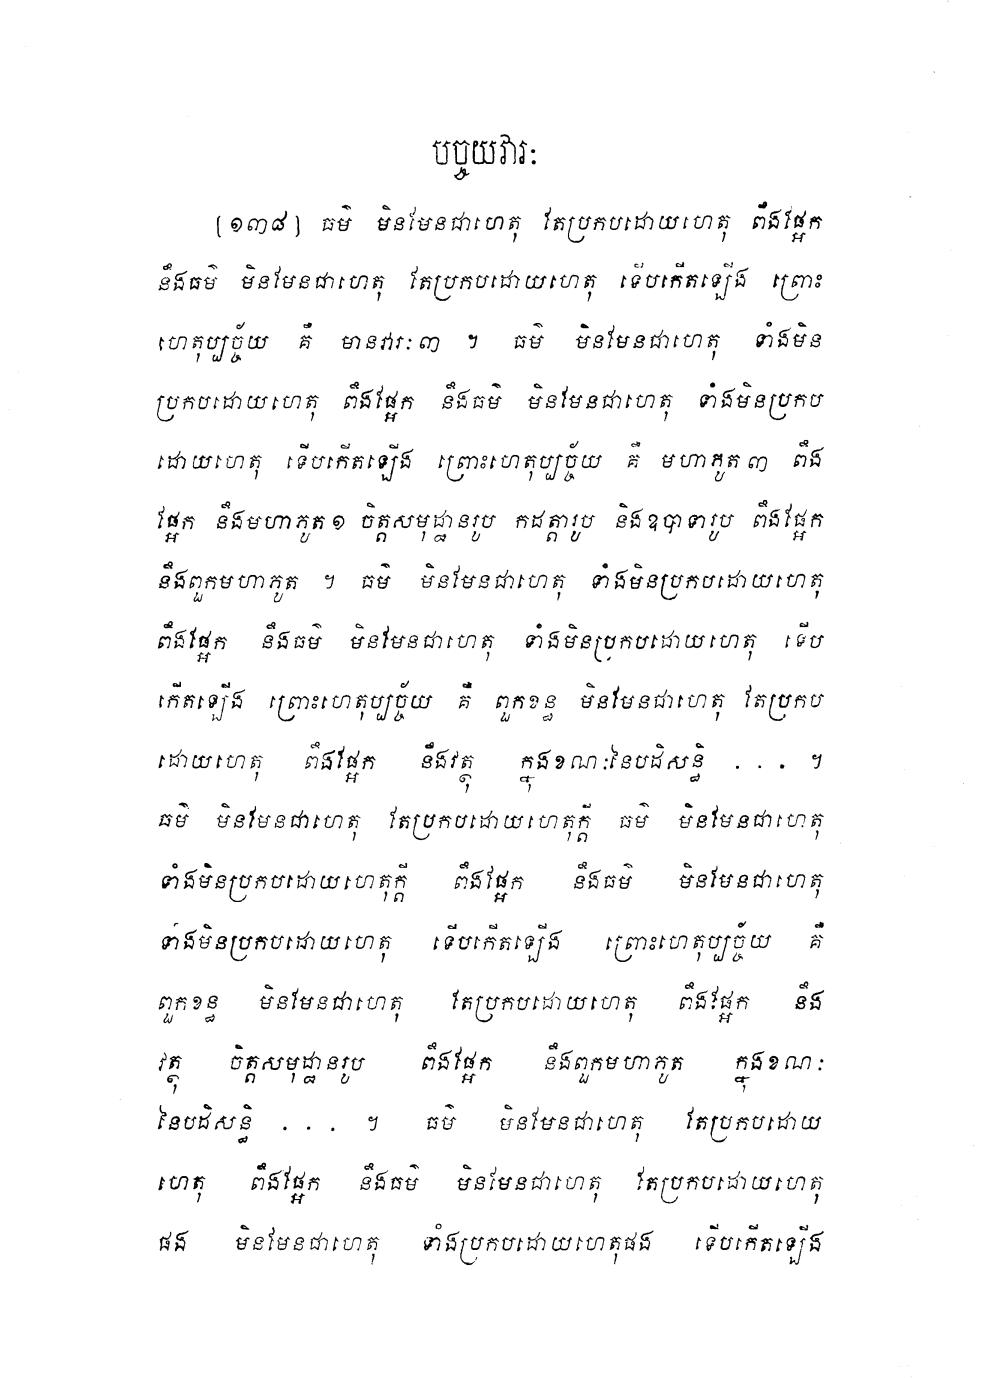 បច្ចយវារៈ
[១៣៨] ធម៌ មិនមែនជាហេតុ តែប្រកបដោយហេតុ ពឹងផ្អែក
នឹងធម៌ មិនមែនជាហេតុ តែប្រកបដោយហេតុ ទើបកើតឡើង ព្រោះ
ហេតុប្បច្ច័យ គឺ មានវារៈ៣ ។ ធម៌ មិនមែនជាហេតុ ទាំងមិន
ប្រកបដោយហេតុ ពឹងផ្អែក នឹងធម៌ មិនមែនជាហេតុ ទាំងមិនប្រកប
ដោយហេតុ ទើបកើតឡើង ព្រោះហេតុប្បច្ច័យ គឺ មហាភូត៣ ពឹង
ផ្អែក នឹងមហាភូត១ ចិត្តសមុដ្ឋានរូប កដត្តារូប និងឧបាទារូប ពឹងផ្អែក
នឹងពួកមហាភូត ។ ធម៌ មិនមែនជាហេតុ ទាំងមិនប្រកបដោយហេតុ
ពឹងផ្អែក នឹងធម៌ មិនមែនជាហេតុ ទាំងមិនប្រកបដោយហេតុ ទើប
កើតឡើង ព្រោះហេតុប្បច្ច័យ គឺ ពួកខន្ធ មិនមែនជាហេតុ តែប្រកប
ដោយហេតុ ពឹងផ្អែក នឹងវត្ថុ ក្នុងខណៈនៃបដិសន្ធិ . . . ។
ធម៌ មិនមែនជាហេតុ តែប្រកបដោយហេតុក្តី ធម៌ មិនមែនជាហេតុ
ទាំងមិនប្រកបដោយហេតុក្តី ពឹងផ្អែក នឹងធម៌ មិនមែនជាហេតុ
ទាំងមិនប្រកបដោយហេតុ ទើបកើតឡើង ព្រោះហេតុប្បច្ច័យ គឺ
ពួកខន្ធ មិនមែនជាហេតុ តែប្រកបដោយហេតុ ពឹងផ្អែក នឹង
វត្ថុ ចិត្តសមុដ្ឋានរូប ពឹងផ្អែក នឹងពួកមហាភូត ក្នុងខណៈ
នៃបដិសន្ធិ . . . ។ ធម៌ មិនមែនជាហេតុ តែប្រកបដោយ
ហេតុ ពឹងផ្អែក នឹងធម៌ មិនមែនជាហេតុ តែប្រកបដោយហេតុ
ផង មិនមែនជាហេតុ ទាំងប្រកបដោយហេតុផង ទើបកើតឡើង